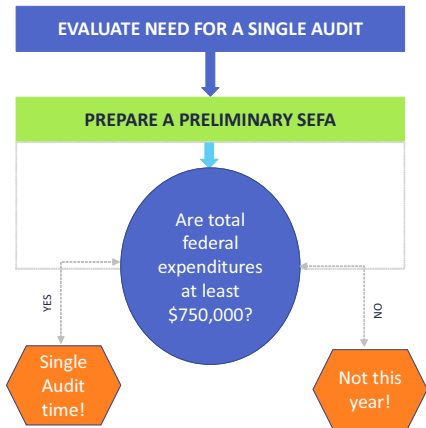 EVALUATE NEED FOR A SINGLE AUDIT
PREPARE A PRELIMINARY SEFA
Are total
federal
expenditures
at least
$750,000?
YES
NO
Single
Audit
time!
Not this
year!